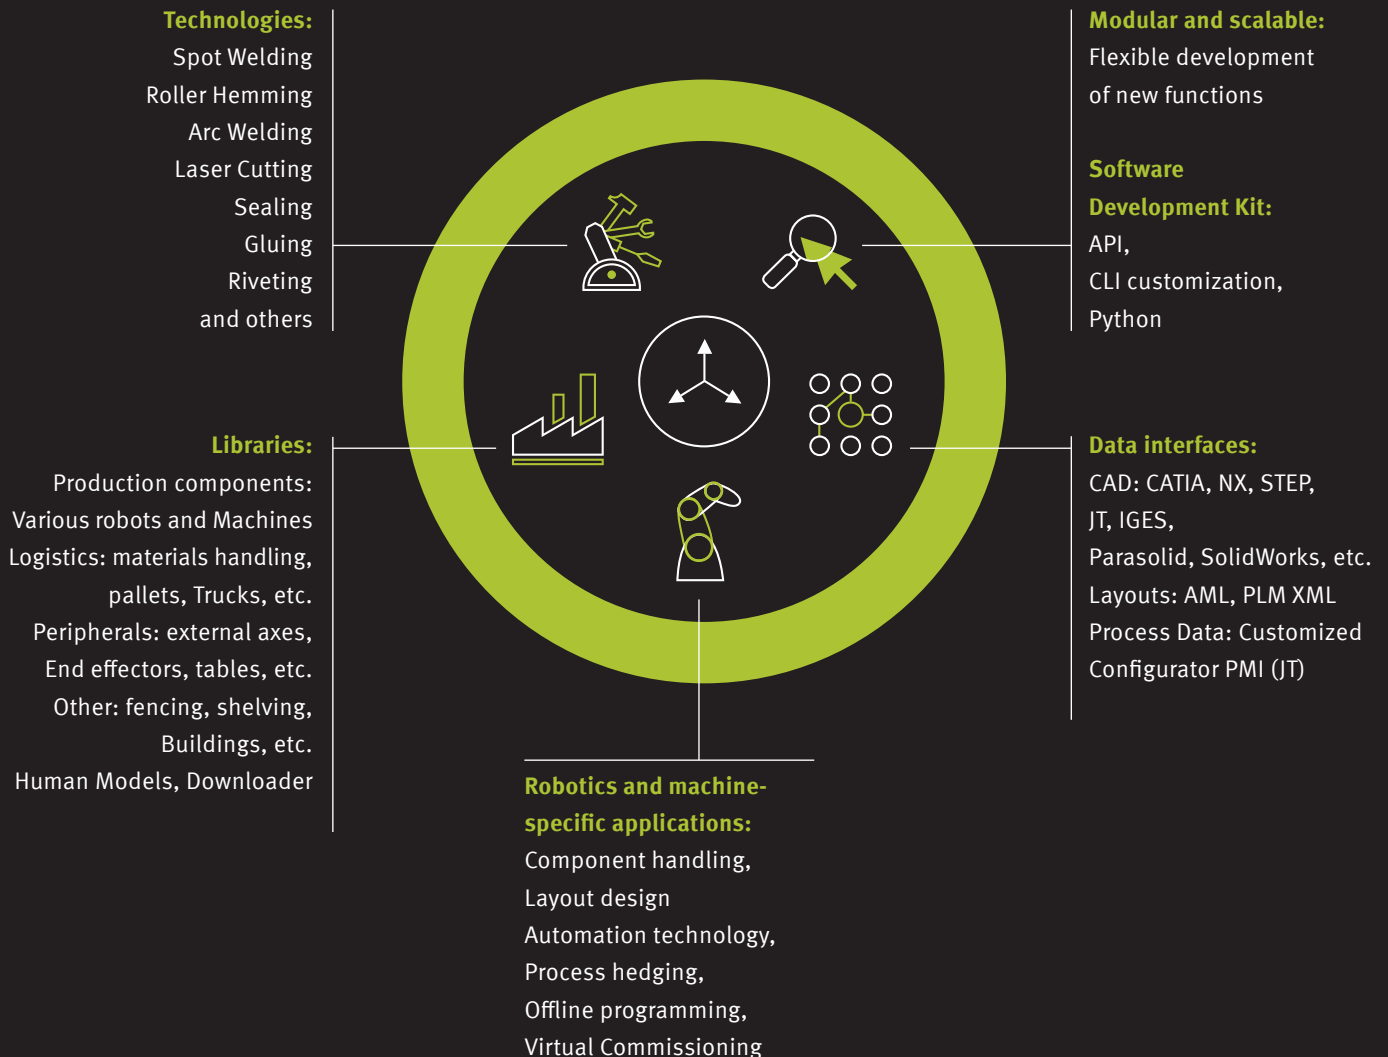 Technologies:
Spot Welding
Roller Hemming
Arc Welding
Laser Cutting
Sealing
Gluing
Riveting
and others
Modular and scalable:
Flexible development
of new functions
Software
Development Kit:
API,
CLI customization,
Python
Libraries:
Production components:
Various robots and Machines
Logistics: materials handling,
pallets, Trucks, etc.
Peripherals: external axes,
End effectors, tables, etc.
Other: fencing, shelving,
Buildings, etc.
Human Models, Downloader
Data interfaces:
CAD: CATIA, NX, STEP,
JT, IGES,
Parasolid, SolidWorks, etc.
Layouts: AML, PLM XML
Process Data: Customized
Configurator PMI (JT)
Robotics and machine-
specific applications:
Component handling,
Layout design
Automation technology,
Process hedging,
Offline programming,
Virtual Commissioning